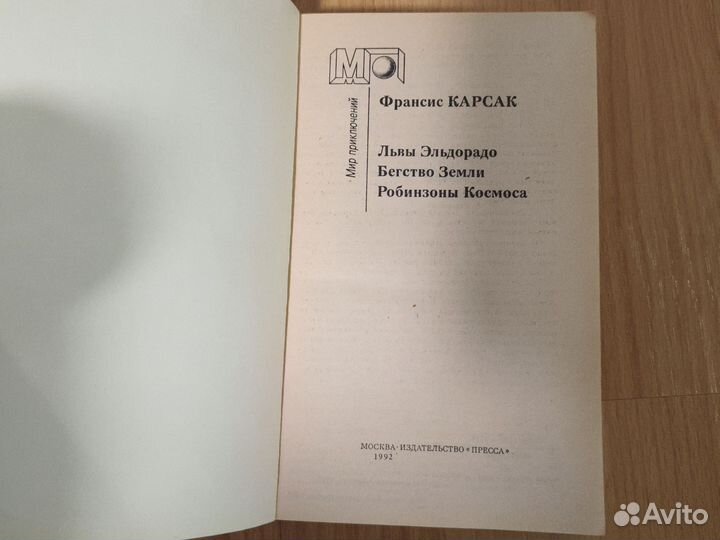 МП
Мир приключений
Франсис КАРСАК
Львы Эльдорадо
Бегство Земли
Робинзоны Космоса
МОСКВА·ИЗДАТЕЛЬСТВО «ПРЕССА»
1992
Avito